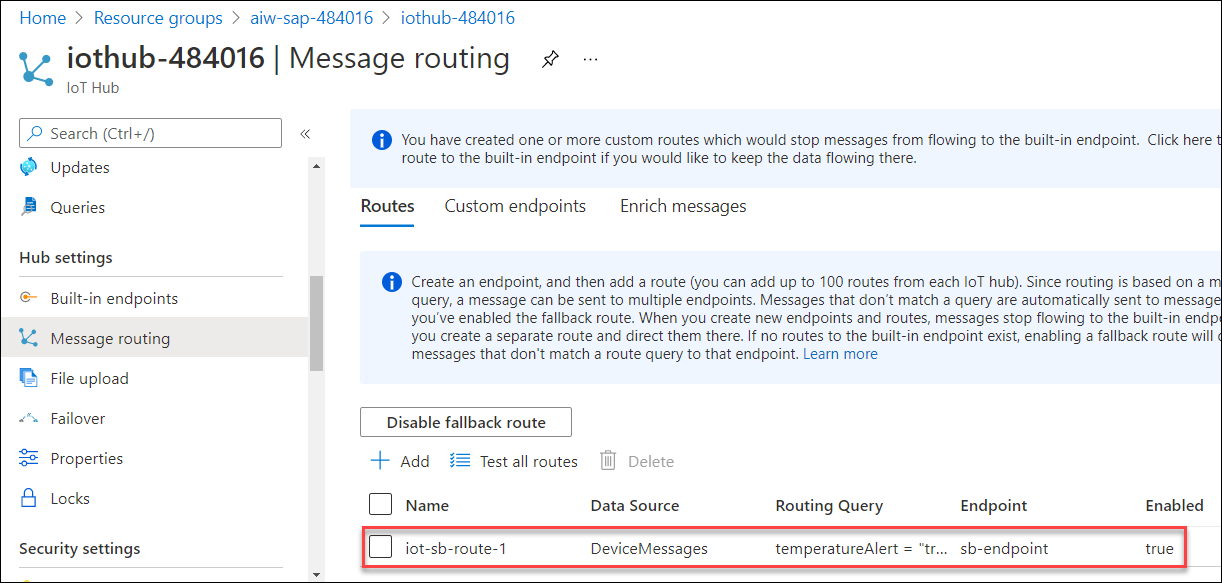 Home > Resource groups > aiw-sap-484016 > iothub-484016
iothub-484016 | Message routing ...
IoT Hub
Search (Ctrl+/) «
Updates
Queries
Hub settings
Built-in endpoints
Message routing
File upload
Failover
Properties
Locks
Security settings
You have created one or more custom routes which would stop messages from flowing to the built-in endpoint. Click here t
route to the built-in endpoint if you would like to keep the data flowing there.
Routes Custom endpoints Enrich messages
Create an endpoint, and then add a route (you can add up to 100 routes from each IoT hub). Since routing is based on a m
query, a message can be sent to multiple endpoints. Messages that don't match a query are automatically sent to message
you've enabled the fallback route. When you create new endpoints and routes, messages stop flowing to the built-in endp
you create a separate route and direct them there. If no routes to the built-in endpoint exist, enabling a fallback route will
messages that don't match a route query to that endpoint. Learn more
Disable fallback route
Add Test all routes Delete
Name Data Source Routing Query Endpoint Enabled
iot-sb-route-1 DeviceMessages temperatureAlert = "tr... sb-endpoint true